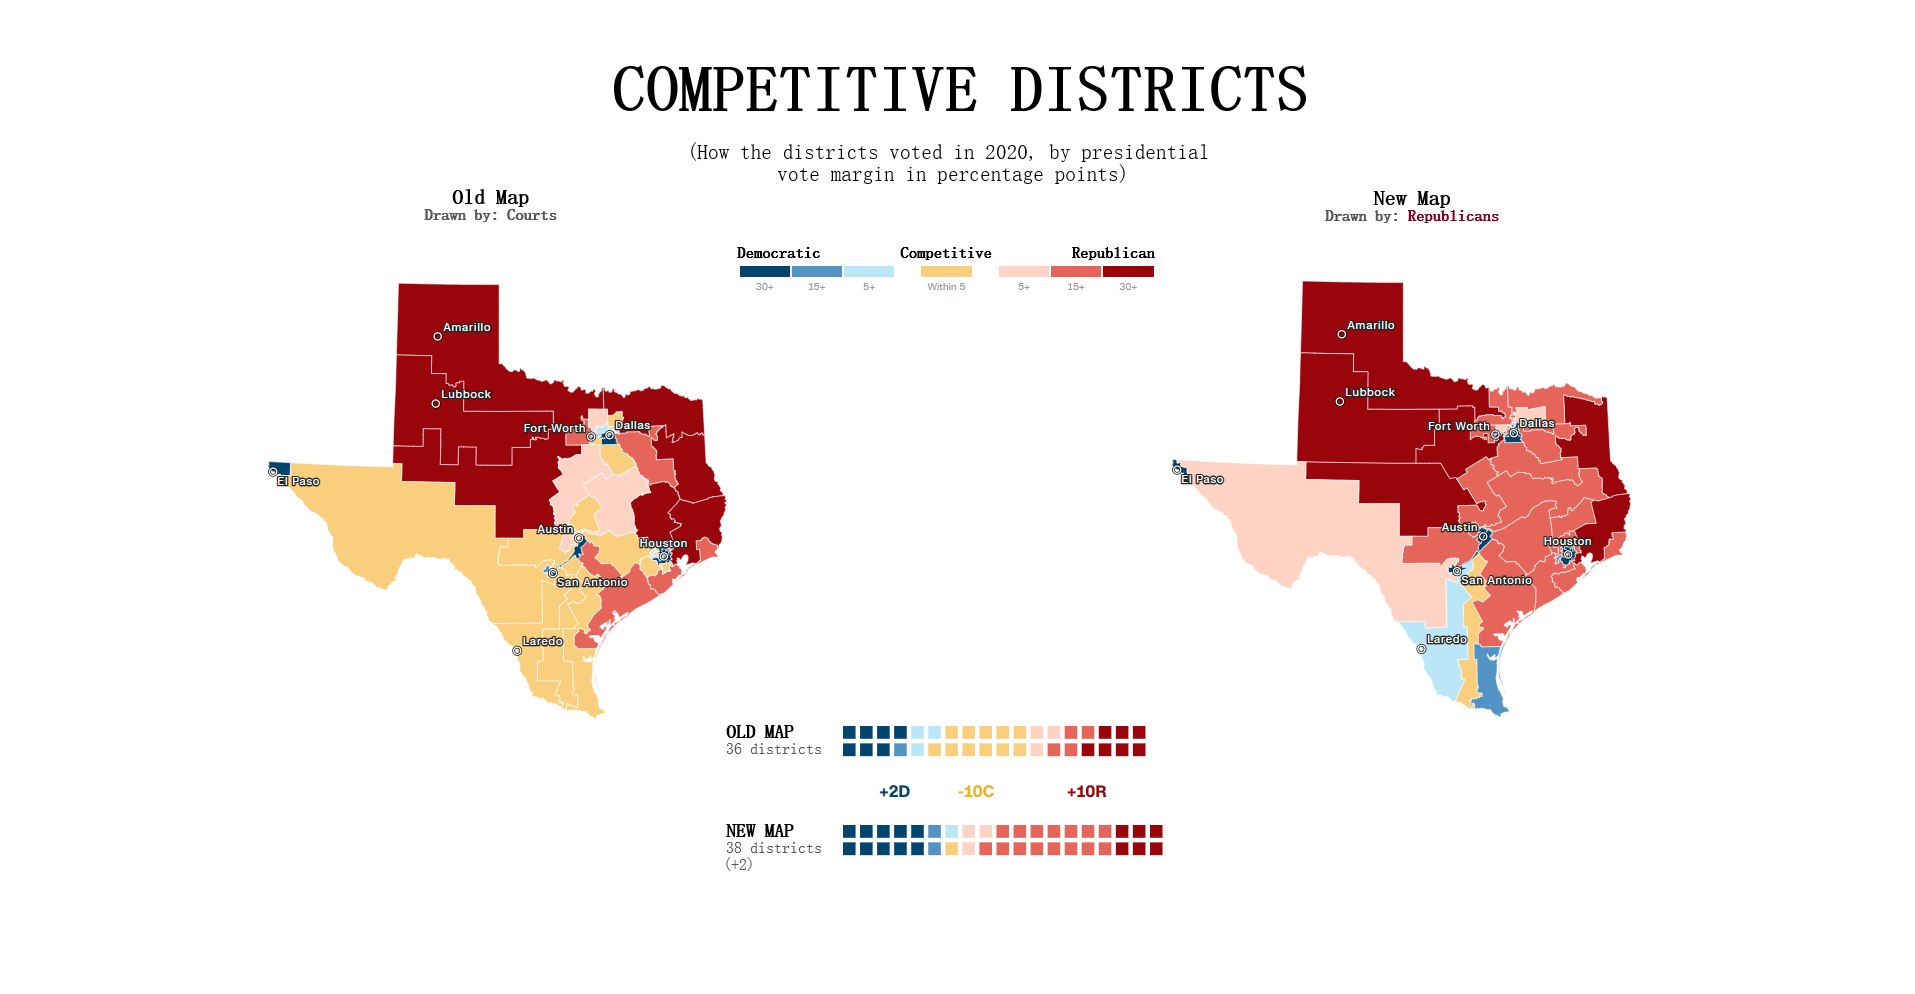 COMPETITIVE DISTRICTS
(How the districts voted in 2020, by presidential
vote margin in percentage points)
Old Map
Drawn by: Courts
New Map
Drawn by: Republicans
Democratic Competitive Republican
30+ 15+ 5+ Within 5 5+ 15+ 30+
Amarillo
Lubbock
Fort Worth
Dallas
El Paso
Austin
Houston
San Antonio
Laredo
Amarillo
Lubbock
Fort Worth
Dallas
El Paso
Austin
Houston
San Antonio
Laredo
OLD MAP
36 districts
+2D -10C +10R
NEW MAP
38 districts
(+2)